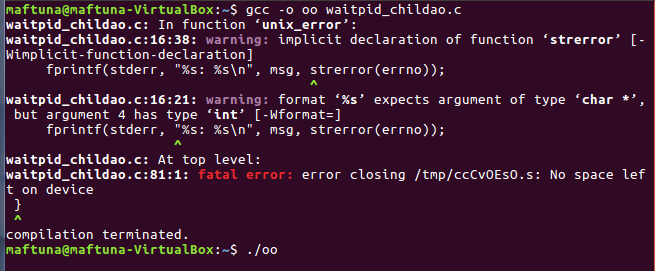 maftuna@maftuna-VirtualBox:~$ gcc -o oo waitpid_childao.c
waitpid_childao.c: In function ‘unix_error’:
waitpid_childao.c:16:38: warning: implicit declaration of function ‘strerror’ [-
Wimplicit-function-declaration]
     fprintf(stderr, "%s: %s\n", msg, strerror(errno));
                                      ^
waitpid_childao.c:16:21: warning: format ‘%s’ expects argument of type ‘char *’,
 but argument 4 has type ‘int’ [-Wformat=]
     fprintf(stderr, "%s: %s\n", msg, strerror(errno));
                     ^
waitpid_childao.c: At top level:
waitpid_childao.c:81:1: fatal error: error closing /tmp/ccCvOEsO.s: No space lef
t on device
 }
 ^
compilation terminated.
maftuna@maftuna-VirtualBox:~$ ./oo